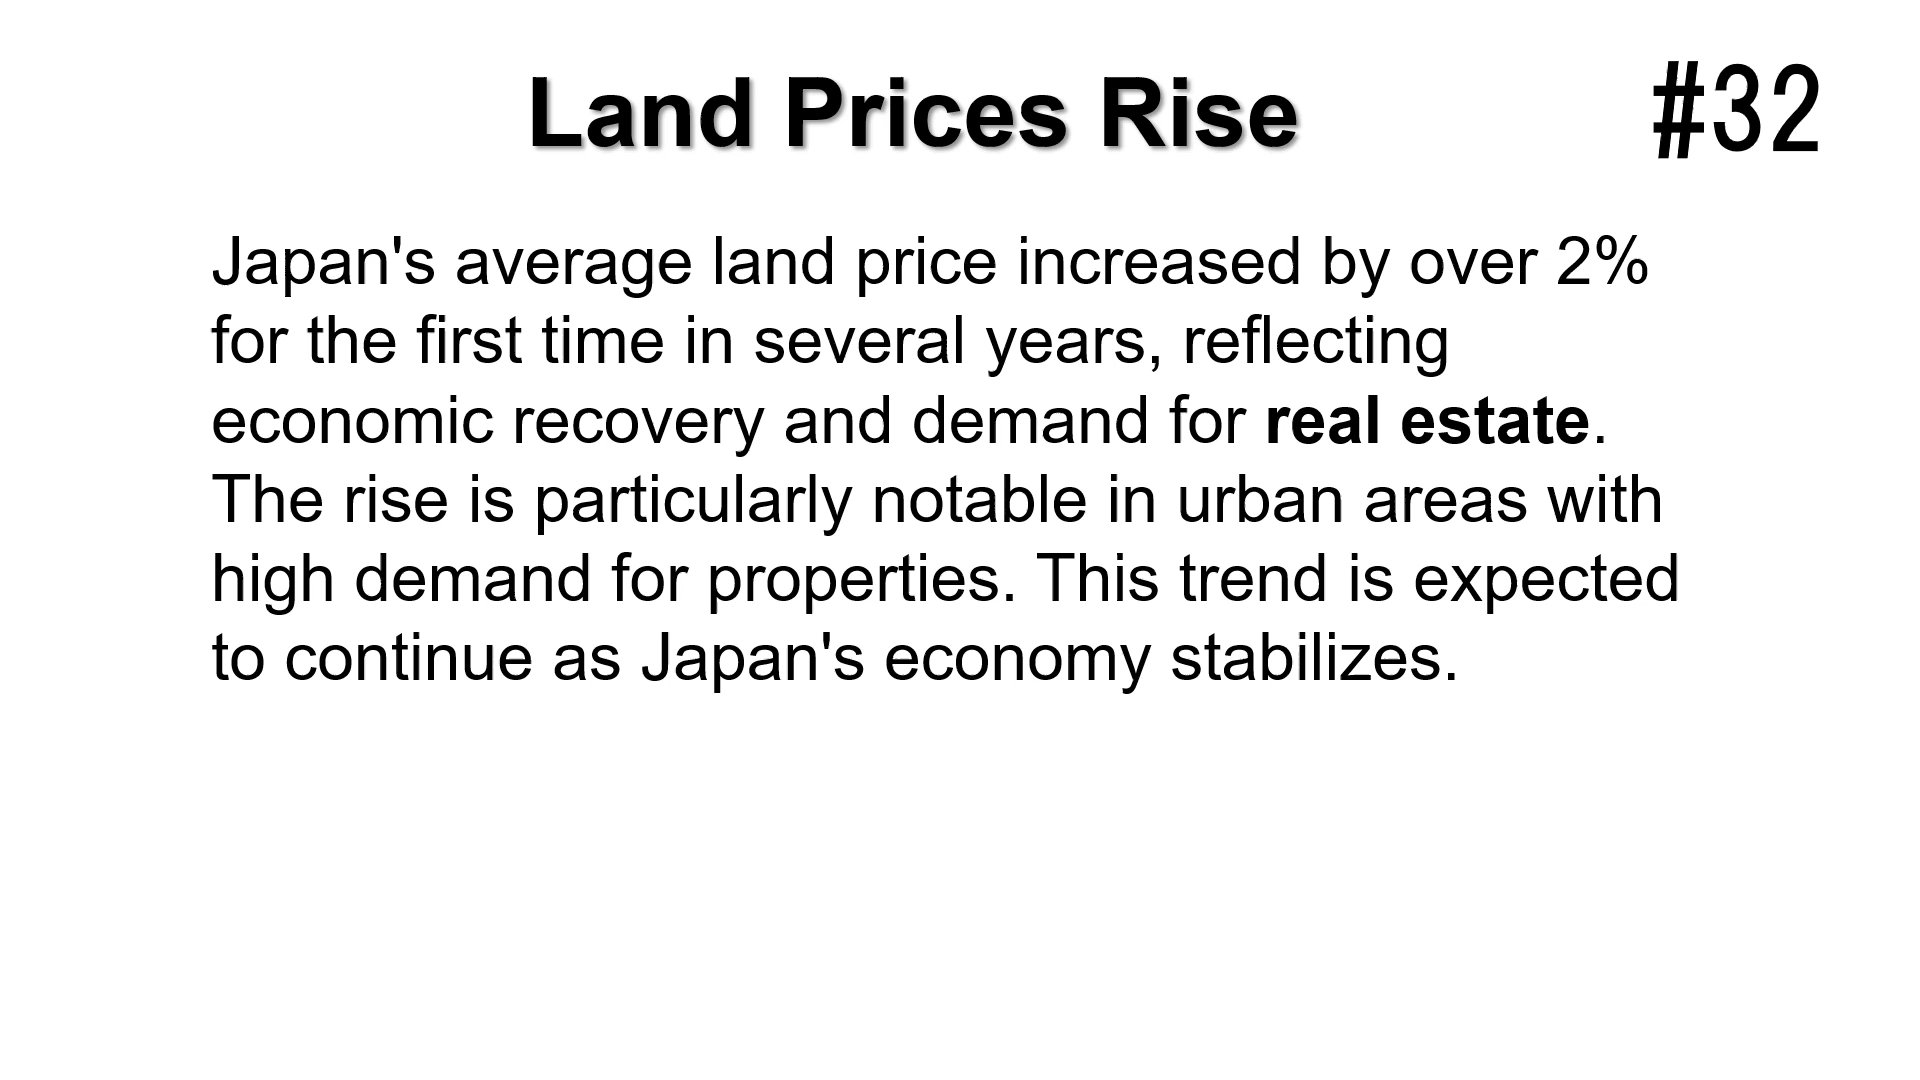 Land Prices Rise
#32
Japan's average land price increased by over 2%
for the first time in several years, reflecting
economic recovery and demand for real estate.
The rise is particularly notable in urban areas with
high demand for properties. This trend is expected
to continue as Japan's economy stabilizes.